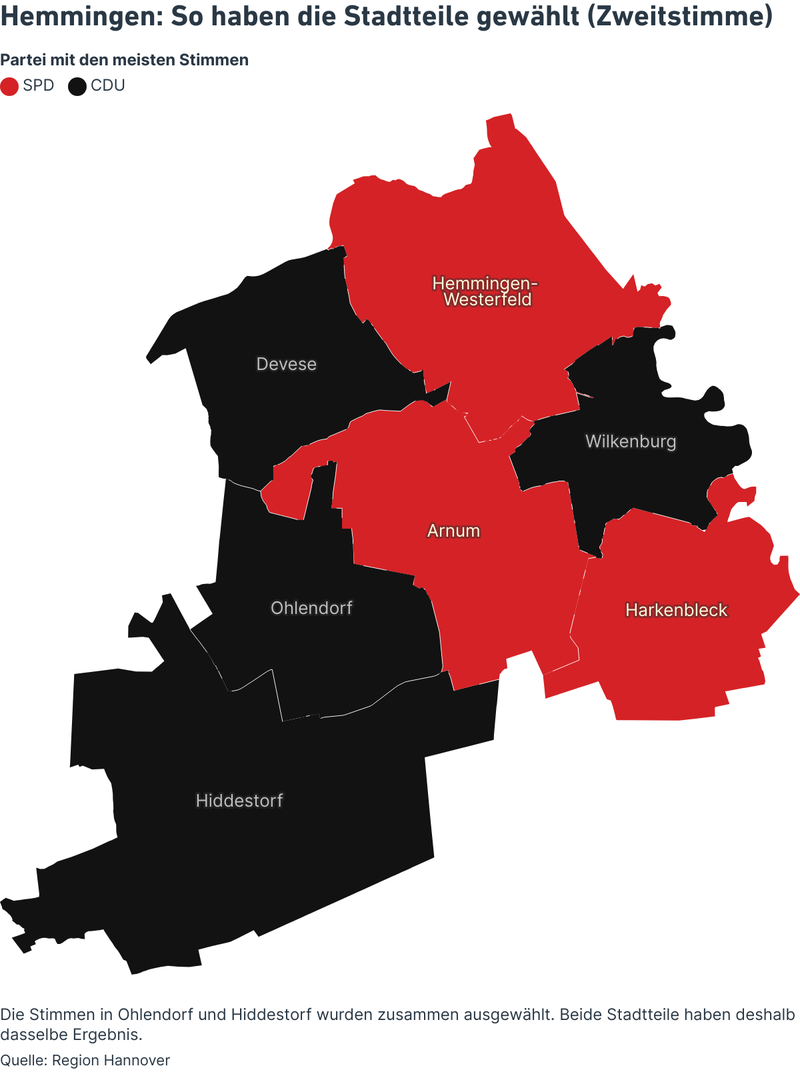 Hemmingen: So haben die Stadtteile gewählt (Zweitstimme)
Partei mit den meisten Stimmen
SPD CDU
Hemmingen-
Westerfeld
Devese
Wilkenburg
Arnum
Ohlendorf
Harkenbleck
Hiddestorf
Die Stimmen in Ohlendorf und Hiddestorf wurden zusammen ausgewählt. Beide Stadtteile haben deshalb
dasselbe Ergebnis.
Quelle: Region Hannover